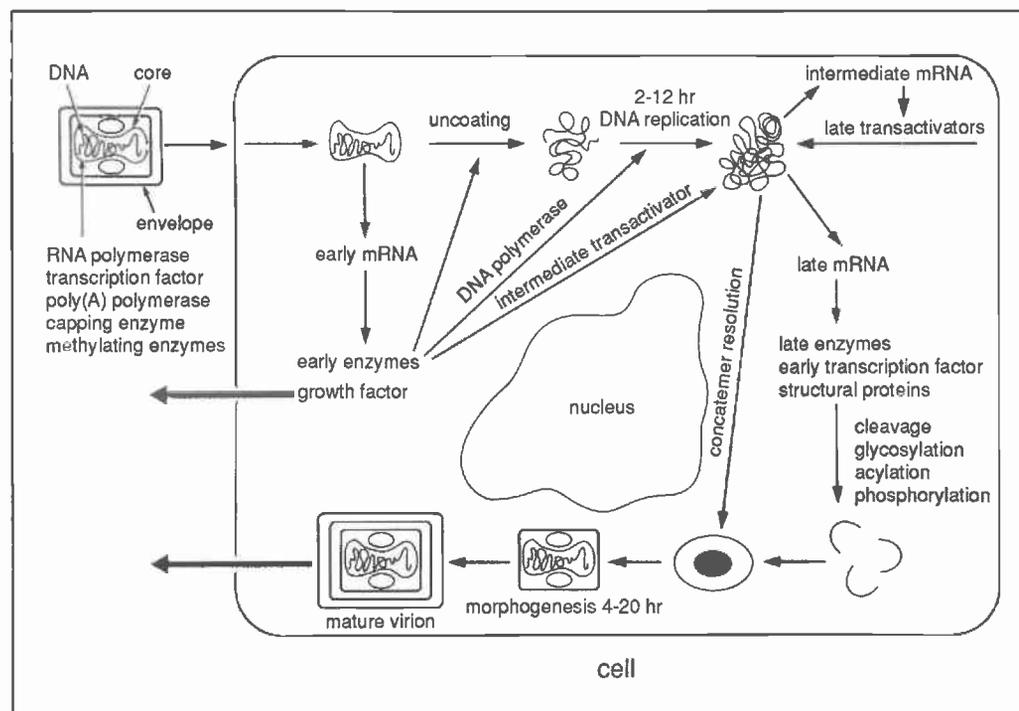 DNA
core
envelope
RNA polymerase
transcription factor
poly(A) polymerase
capping enzyme
methylating enzymes
uncoating
2-12 hr
DNA replication
intermediate mRNA
late transactivators
early mRNA
DNA polymerase
intermediate transactivator
late mRNA
early enzymes
growth factor
nucleus
concatemer resolution
late enzymes
early transcription factor
structural proteins
cleavage
glycosylation
acylation
phosphorylation
mature virion
morphogenesis 4-20 hr
cell